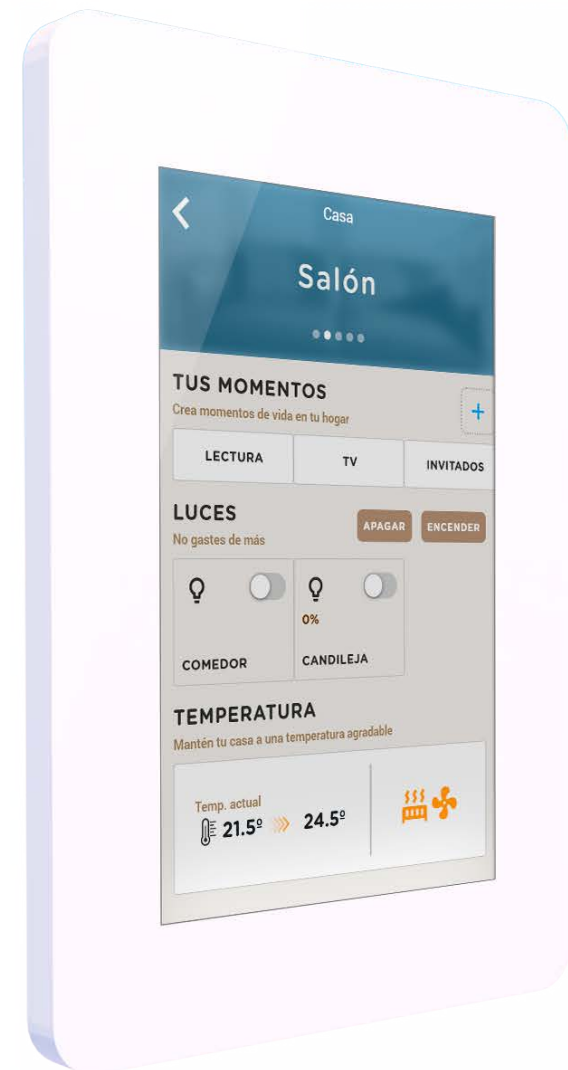 Casa
Salón
TUS MOMENTOS
Crea momentos de vida en tu hogar
+
LECTURA TV INVITADOS
LUCES
No gastes de más
APAGAR ENCENDER
0%
COMEDOR CANDILEJA
TEMPERATURA
Mantén tu casa a una temperatura agradable
Temp. actual
21.5º 24.5º